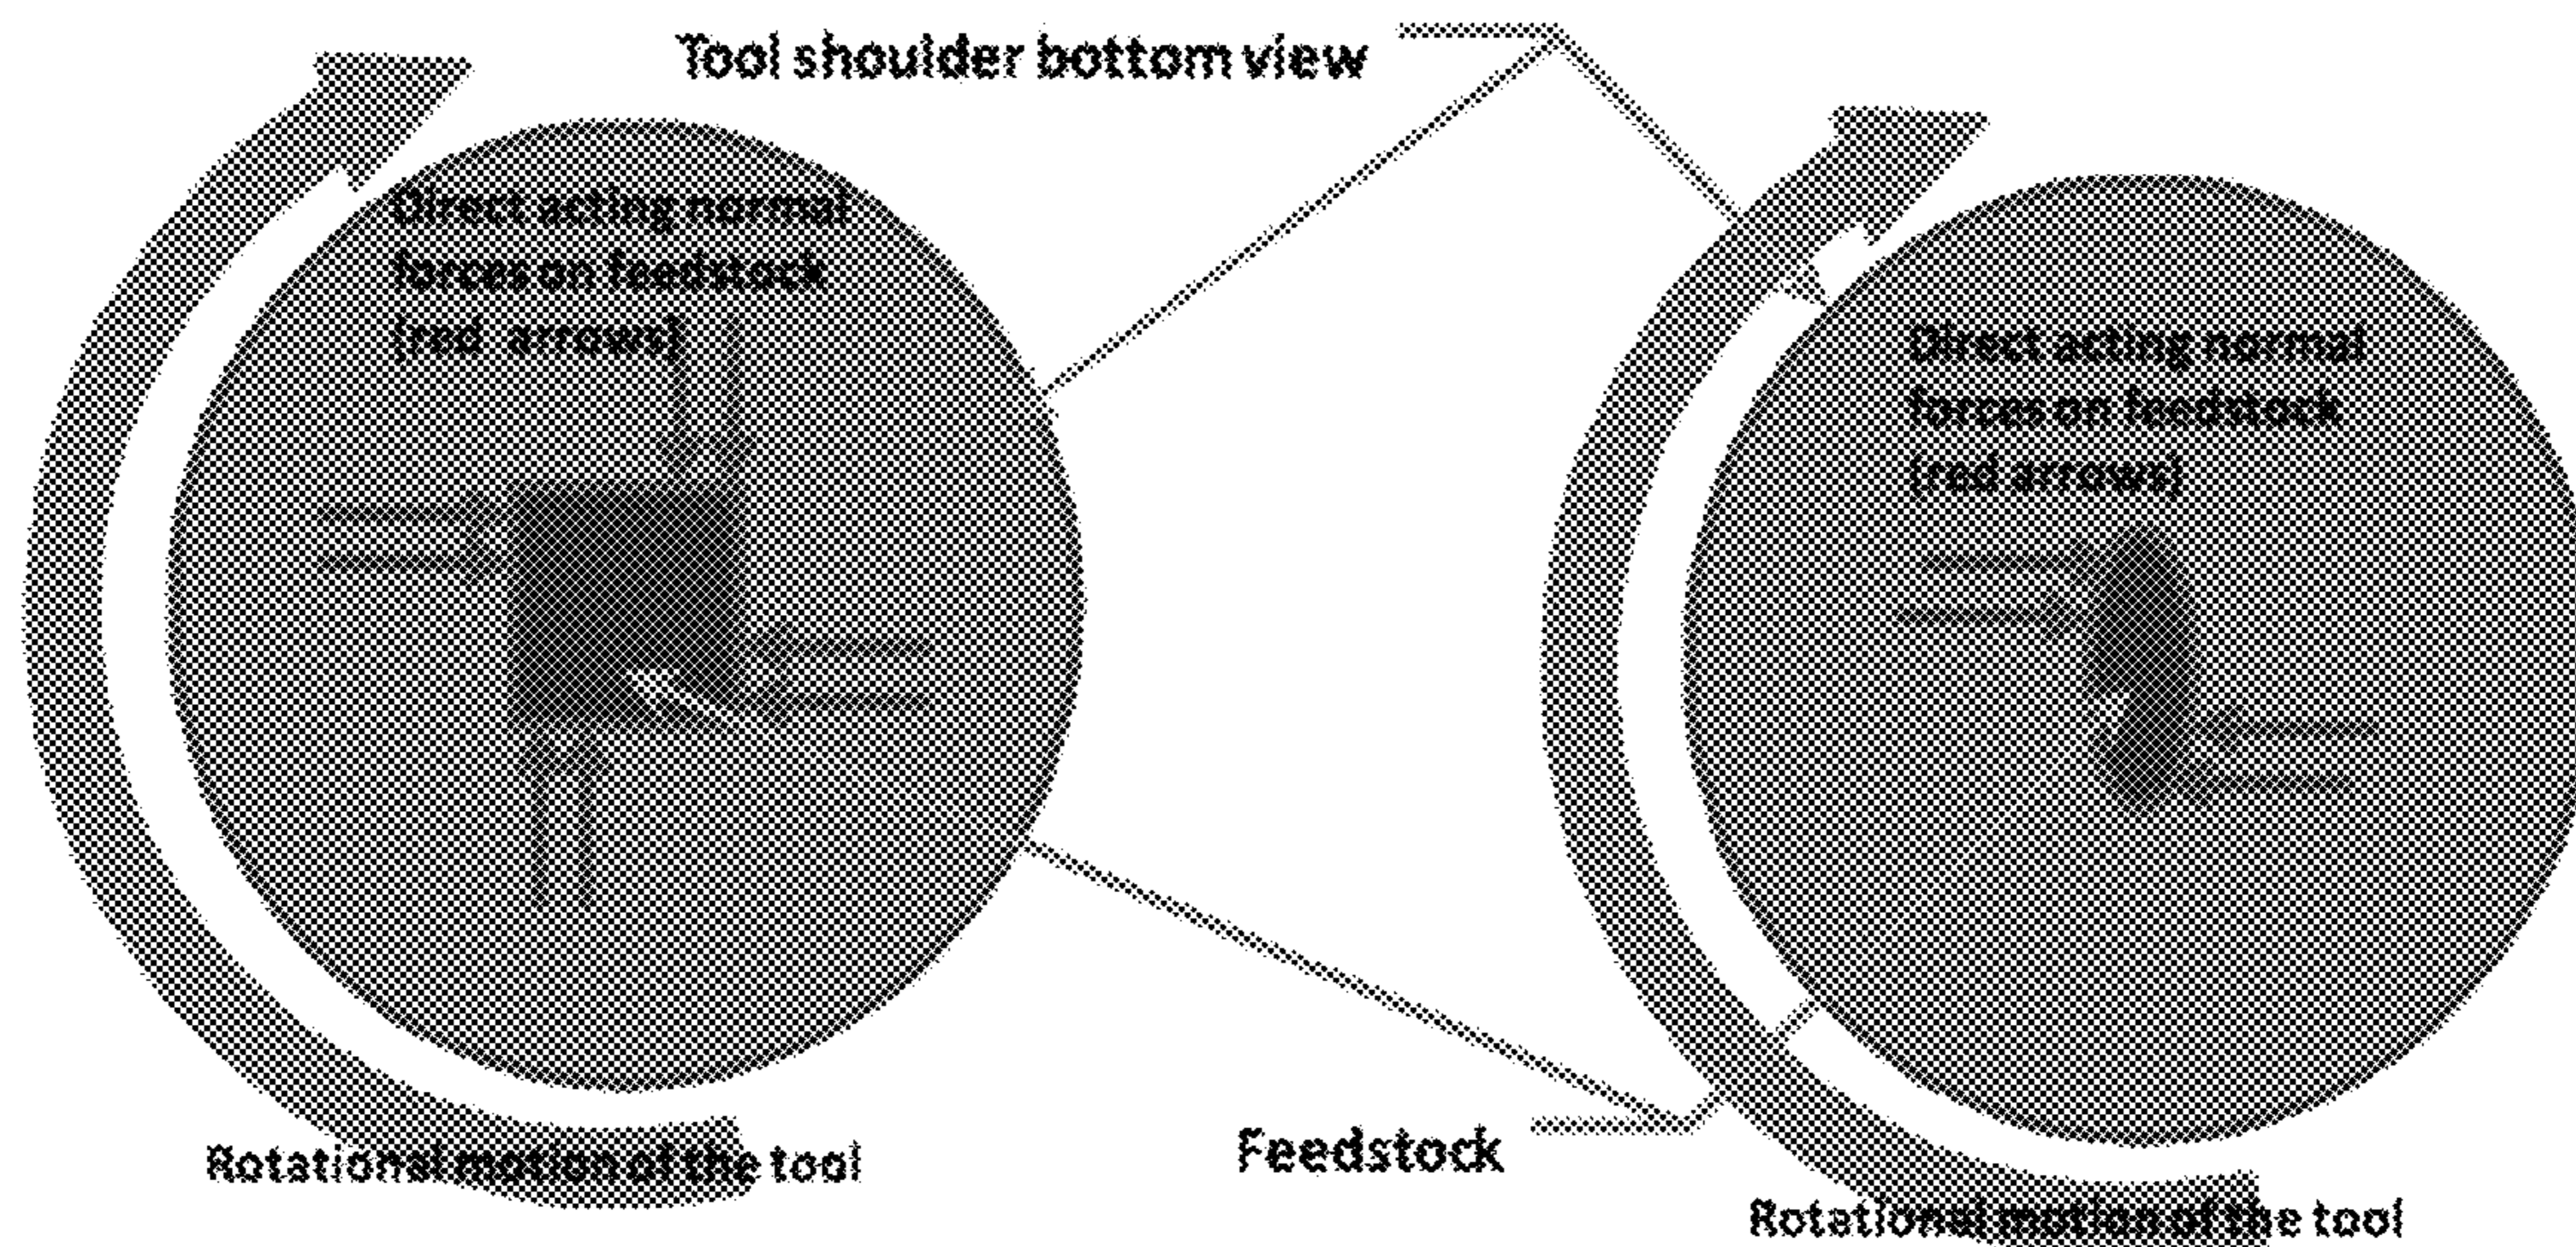 Tool shoulder bottom view
Direct acting normal
forces on feedstock
(red arrows)
Direct acting normal
forces on feedstock
(red arrows)
Feedstock
Rotational motion of the tool
Rotational motion of the tool